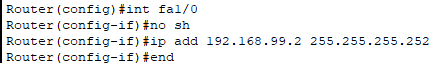 Router(config)#int fa1/0
Router(config-if)#no sh
Router(config-if)#ip add 192.168.99.2 255.255.255.252
Router(config-if)#end